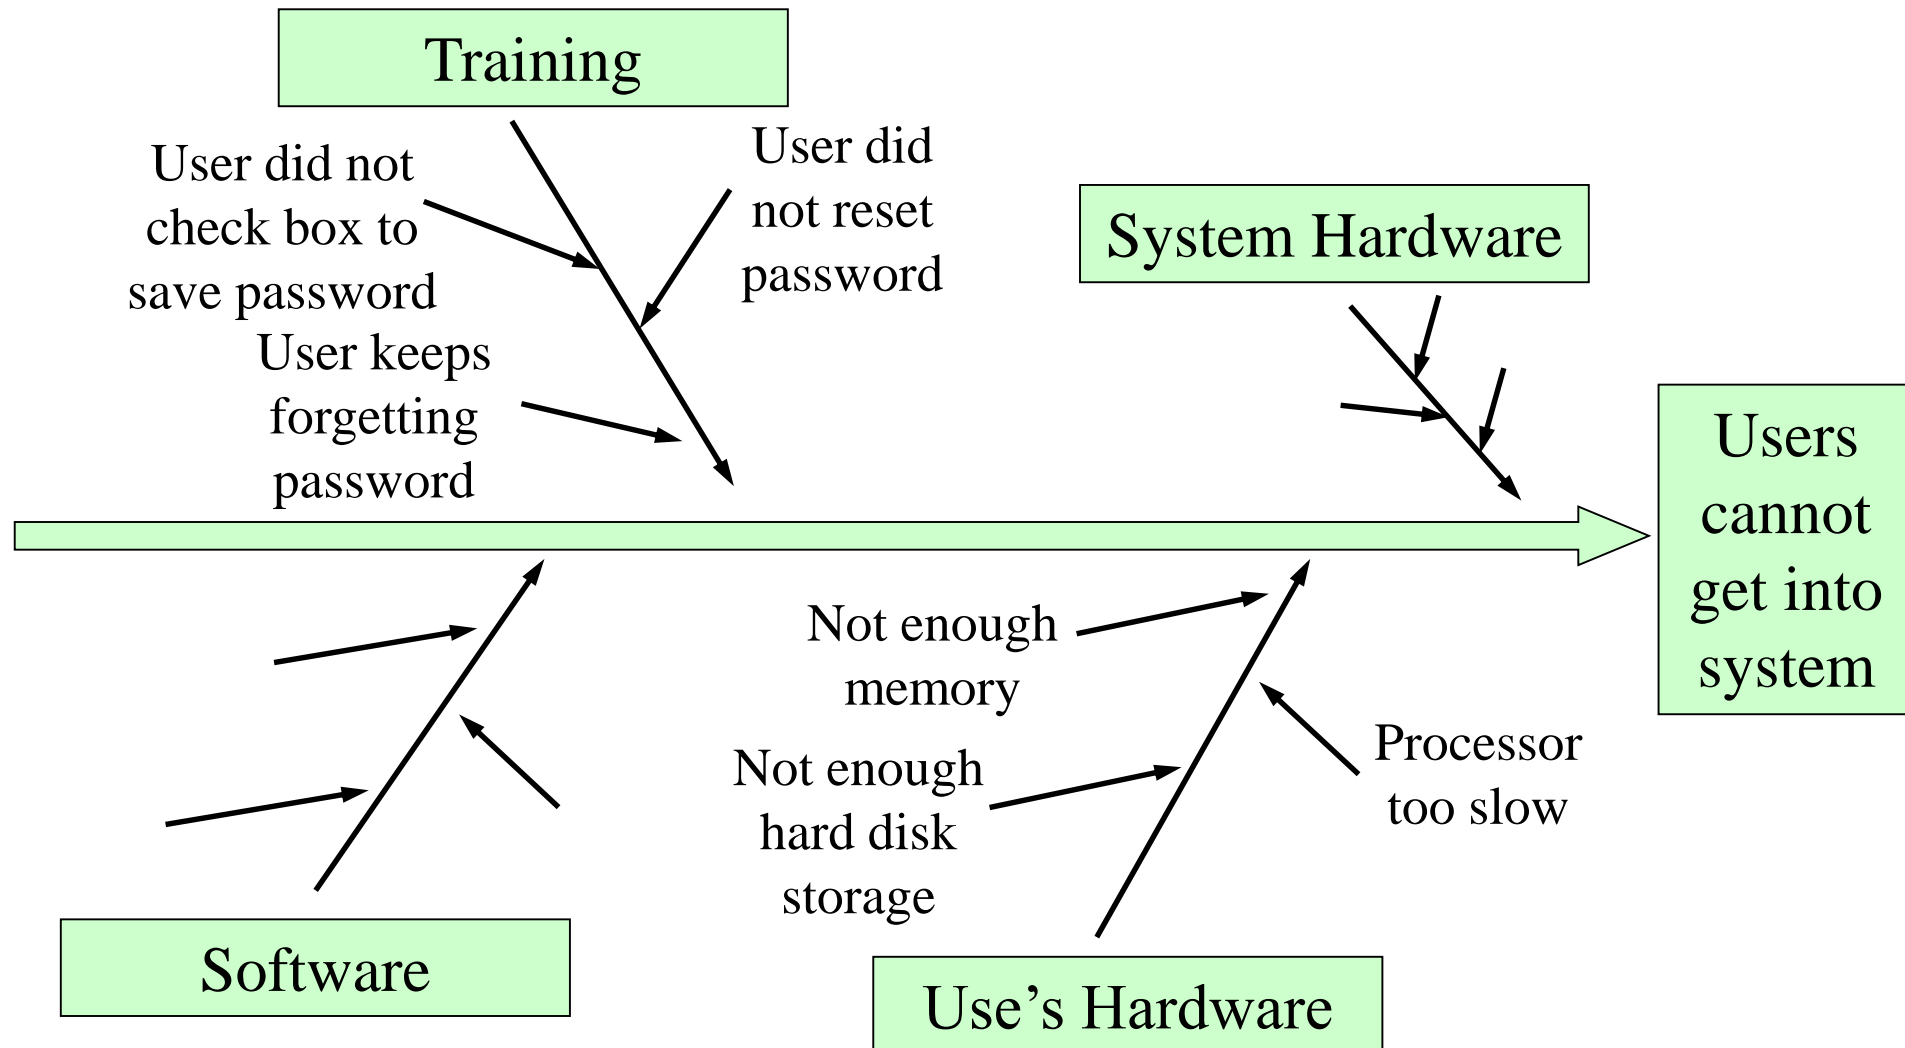 Training
User did not
check box to
save password
User did
not reset
password
User keeps
forgetting
password
System Hardware
Users
cannot
get into
system
Not enough
memory
Not enough
hard disk
storage
Processor
too slow
Software
Use’s Hardware